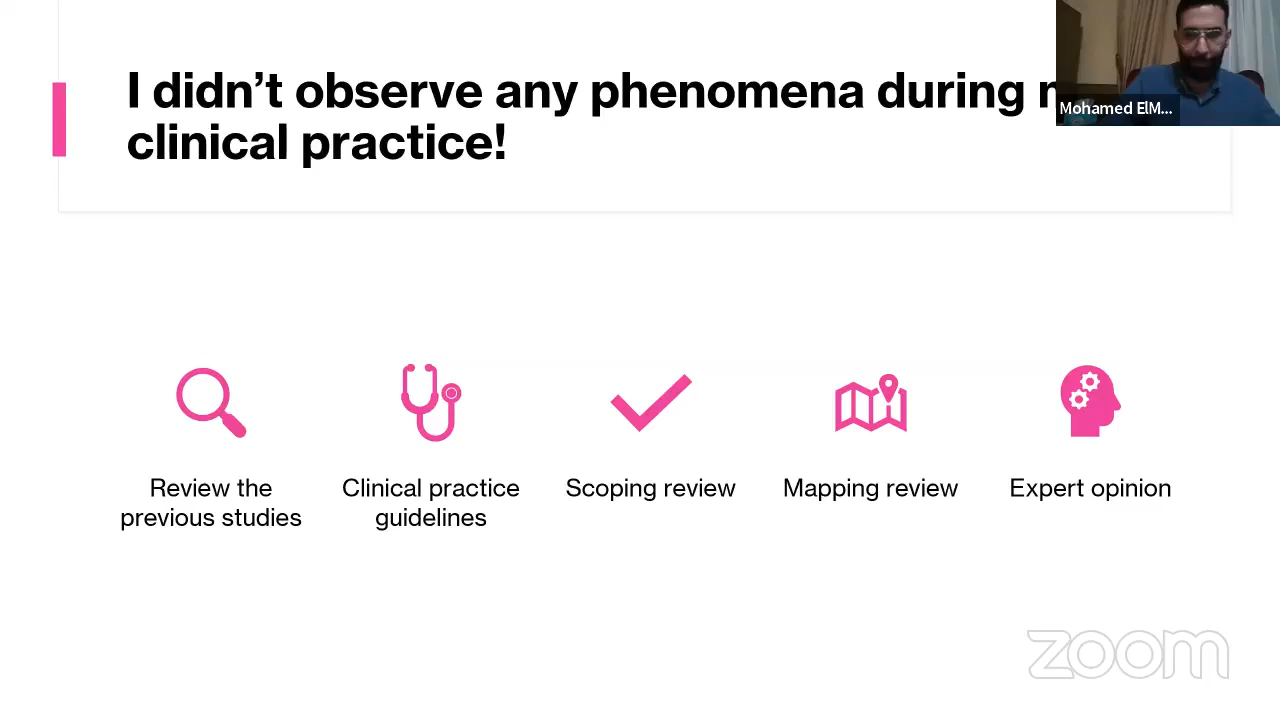 I didn't observe any phenomena during
clinical practice!
Mohamed ElM...
Review the
previous studies
Clinical practice
guidelines
Scoping review
Mapping review
Expert opinion
zoom